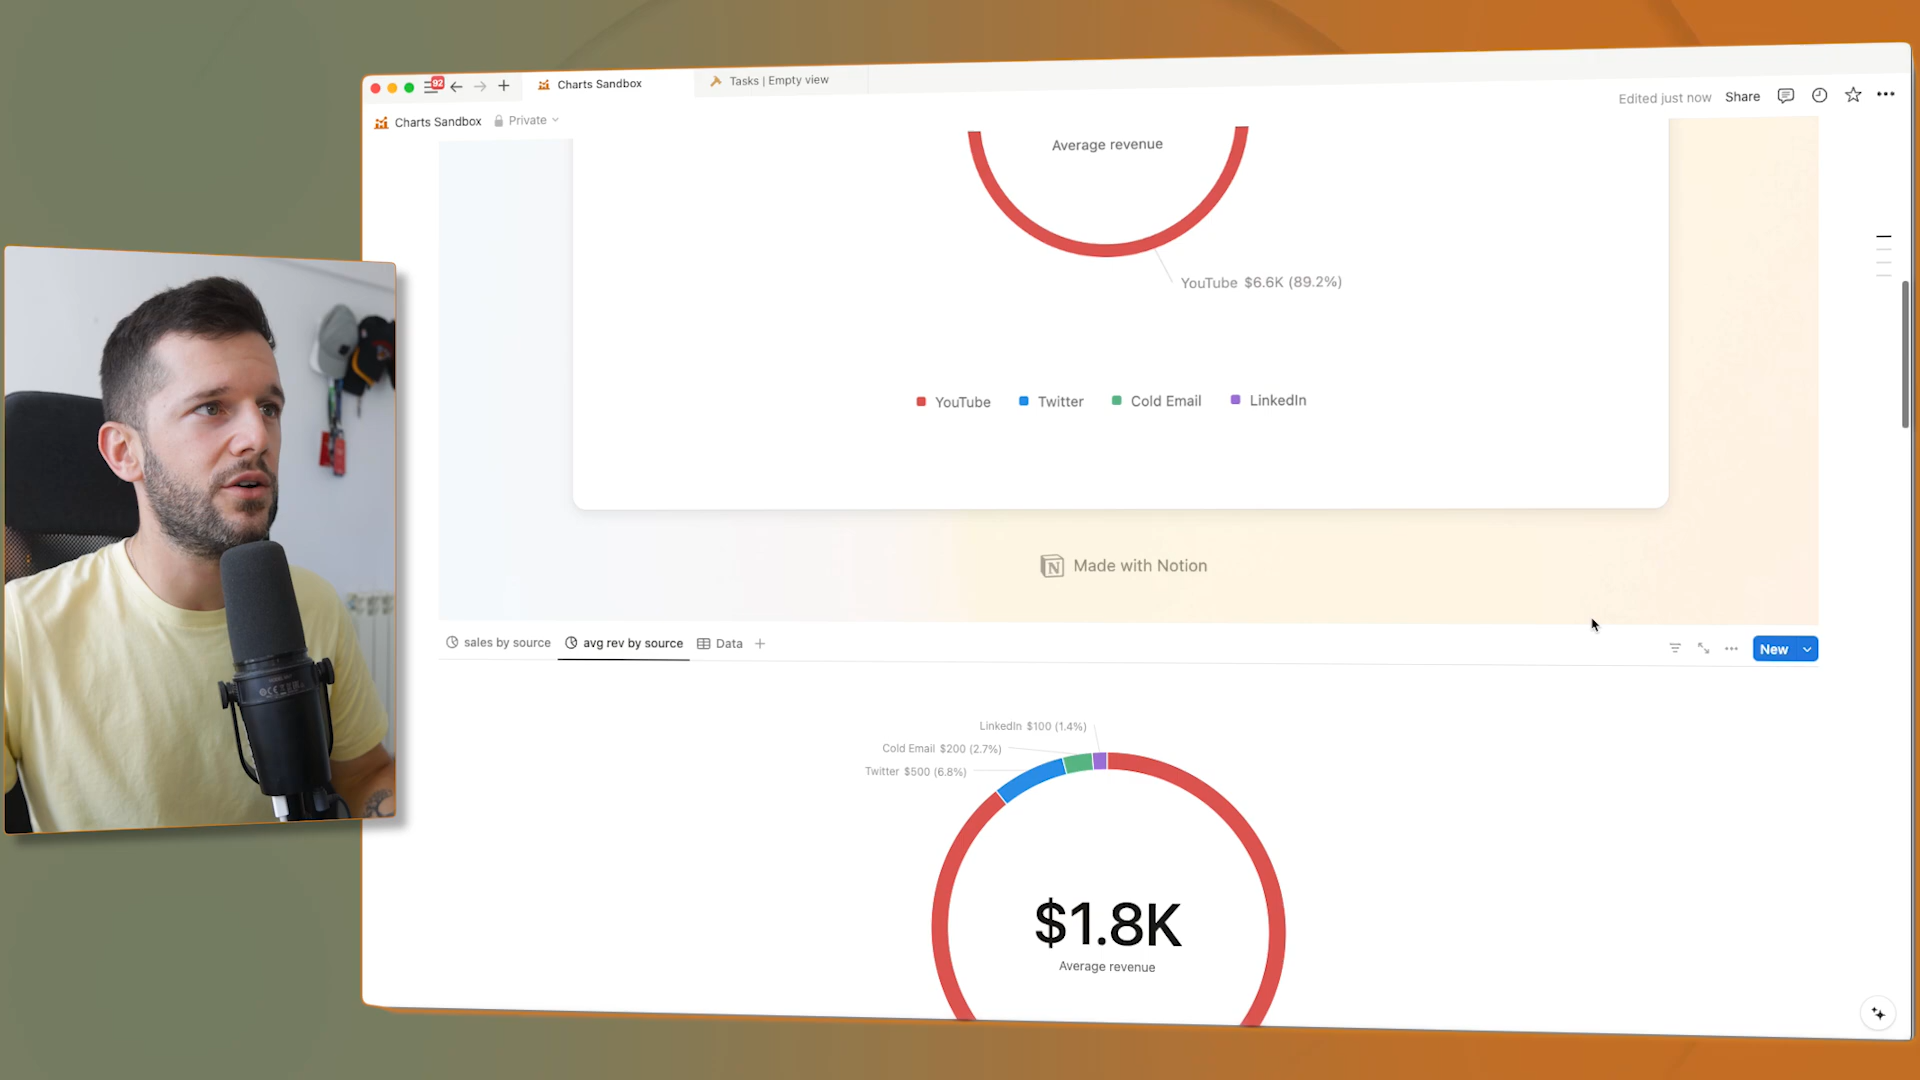 92
Charts Sandbox
Tasks | Empty view
Charts Sandbox Private
Edited just now Share
Average revenue
YouTube $6.6K (89.2%)
YouTube Twitter Cold Email LinkedIn
Made with Notion
sales by source avg rev by source Data
New
LinkedIn $100 (1.4%)
Cold Email $200 (2.7%)
Twitter $500 (6.8%)
$1.8K
Average revenue